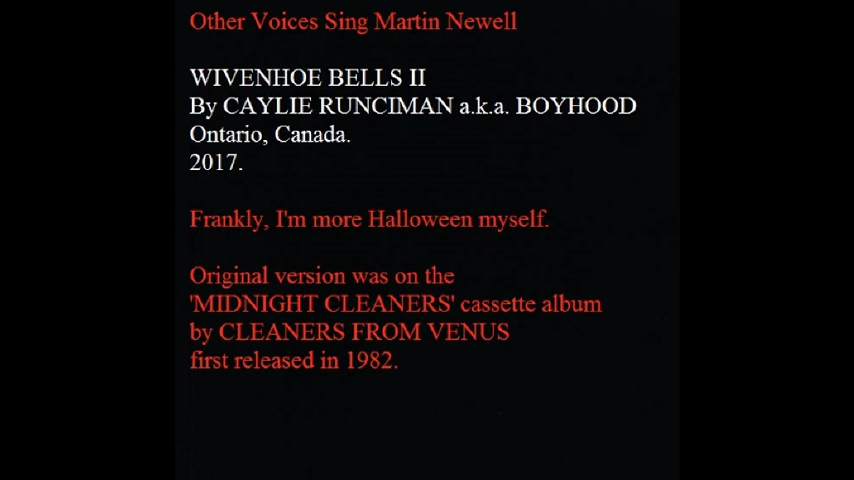 Other Voices Sing Martin Newell
WIVENHOE BELLS II
By CAYLIE RUNCIMAN a.k.a. BOYHOOD
Ontario, Canada.
2017.
Frankly, I'm more Halloween myself.
Original version was on the
'MIDNIGHT CLEANERS' cassette album
by CLEANERS FROM VENUS
first released in 1982.